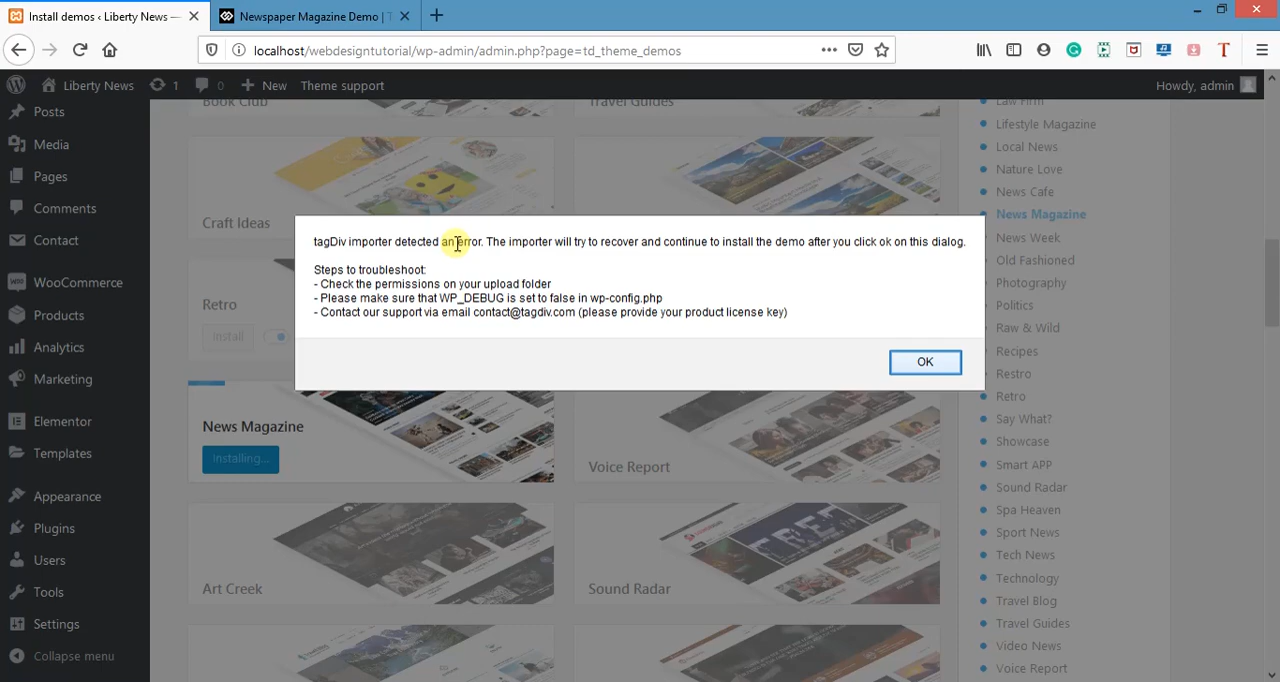 Install demos ‹ Liberty News —
Newspaper Magazine Demo | T
localhost/webdesigntutorial/wp-admin/admin.php?page=td_theme_demos
Liberty News
1
0
New
Theme support
Howdy, admin
Posts
Media
Pages
Comments
Contact
WooCommerce
Products
Analytics
Marketing
Elementor
Templates
Appearance
Plugins
Users
Tools
Settings
Collapse menu
Book Club
Travel Guides
Craft Ideas
Retro
Install
tagDiv importer detected an error. The importer will try to recover and continue to install the demo after you click ok on this dialog.
Steps to troubleshoot:
- Check the permissions on your upload folder
- Please make sure that WP_DEBUG is set to false in wp-config.php
- Contact our support via email contact@tagdiv.com (please provide your product license key)
OK
News Magazine
Installing...
Voice Report
Art Creek
Sound Radar
Law Firm
Lifestyle Magazine
Local News
Nature Love
News Cafe
News Magazine
News Week
Old Fashioned
Photography
Politics
Raw & Wild
Recipes
Restro
Retro
Say What?
Showcase
Smart APP
Sound Radar
Spa Heaven
Sport News
Tech News
Technology
Travel Blog
Travel Guides
Video News
Voice Report